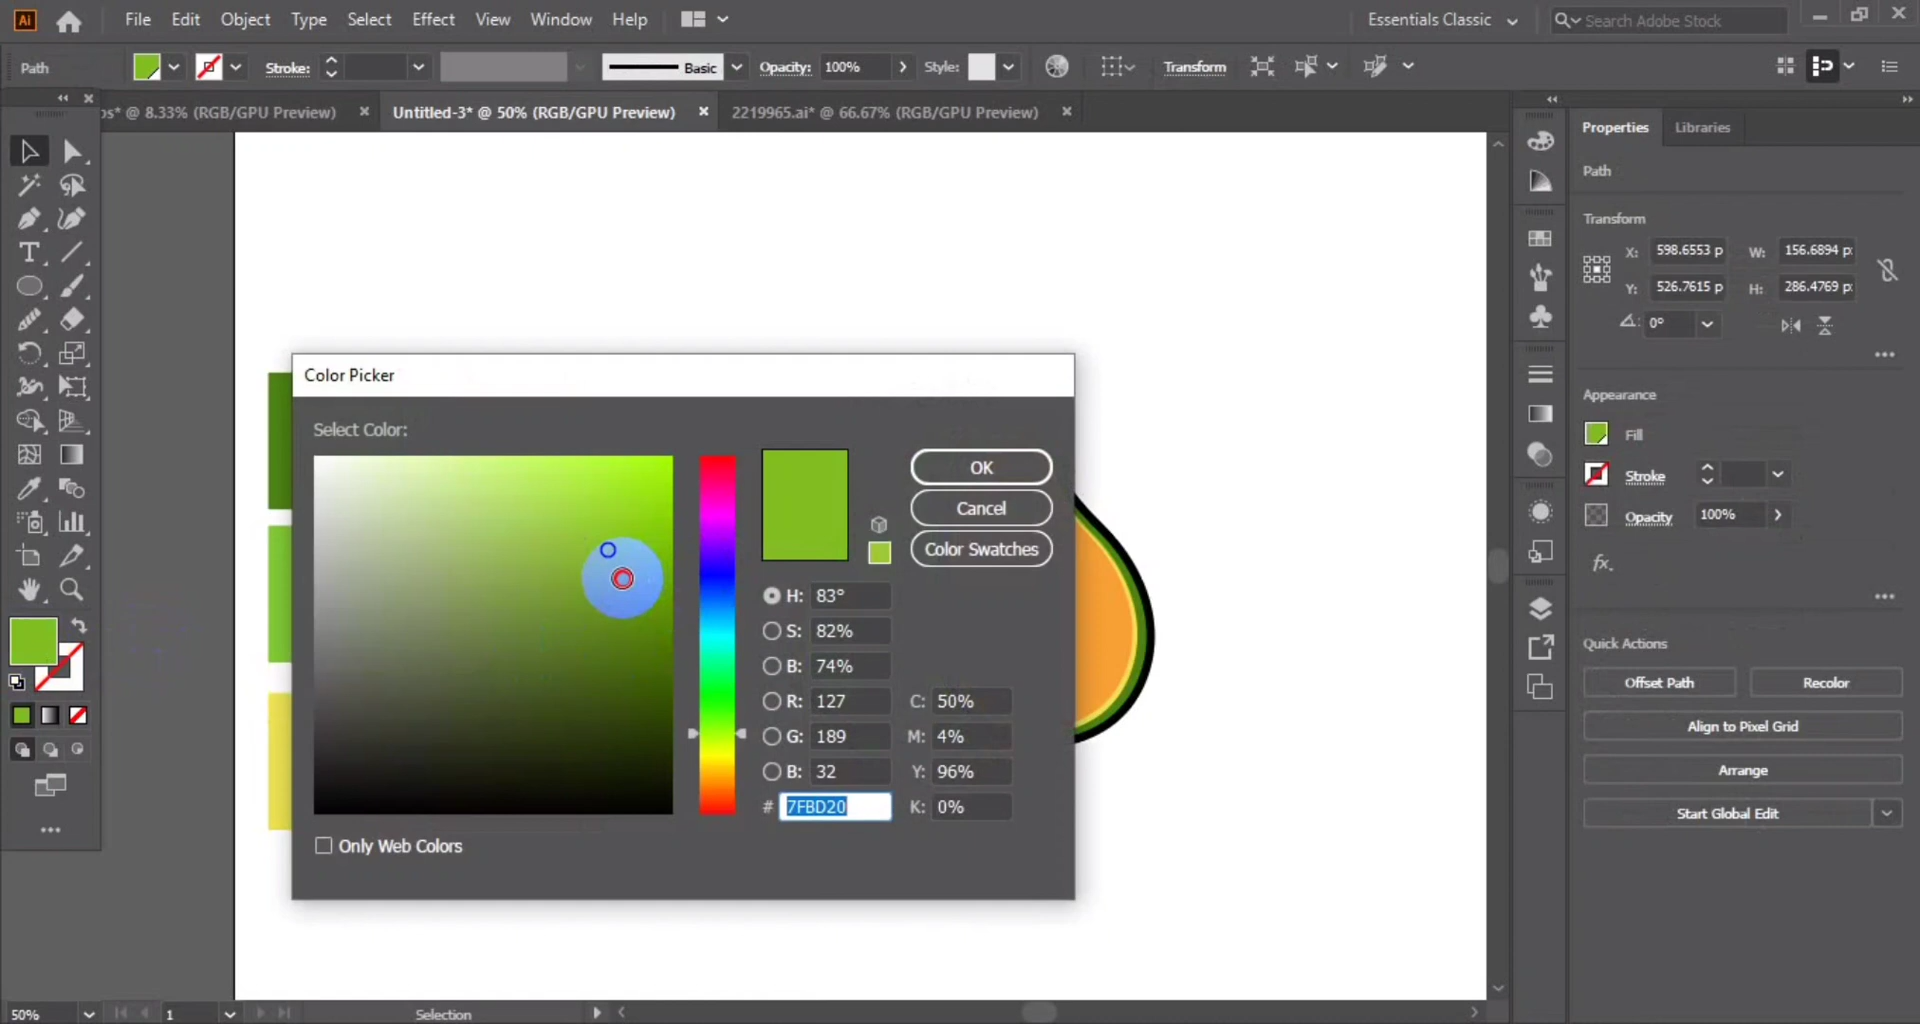 Ai File Edit Object Type Select Effect View Window Help Essentials Classic Search Adobe Stock
Path Stroke: Basic Opacity: 100% Style: Transform
os* @ 8.33% (RGB/GPU Preview) Untitled-3* @ 50% (RGB/GPU Preview) 2219965.ai* @ 66.67% (RGB/GPU Preview)
Properties Libraries
Path
Transform
X: 598.6553 p W: 156.6894 p
Y: 526.7615 p H: 286.4769 p
0°
Appearance
Fill
Stroke
Opacity 100%
fx.
Quick Actions
Offset Path Recolor
Align to Pixel Grid
Arrange
Start Global Edit
Color Picker
Select Color:
OK
Cancel
Color Swatches
H: 83°
S: 82%
B: 74%
R: 127 C: 50%
G: 189 M: 4%
B: 32 Y: 96%
# 7FBD20 K: 0%
Only Web Colors
50% 1 Selection